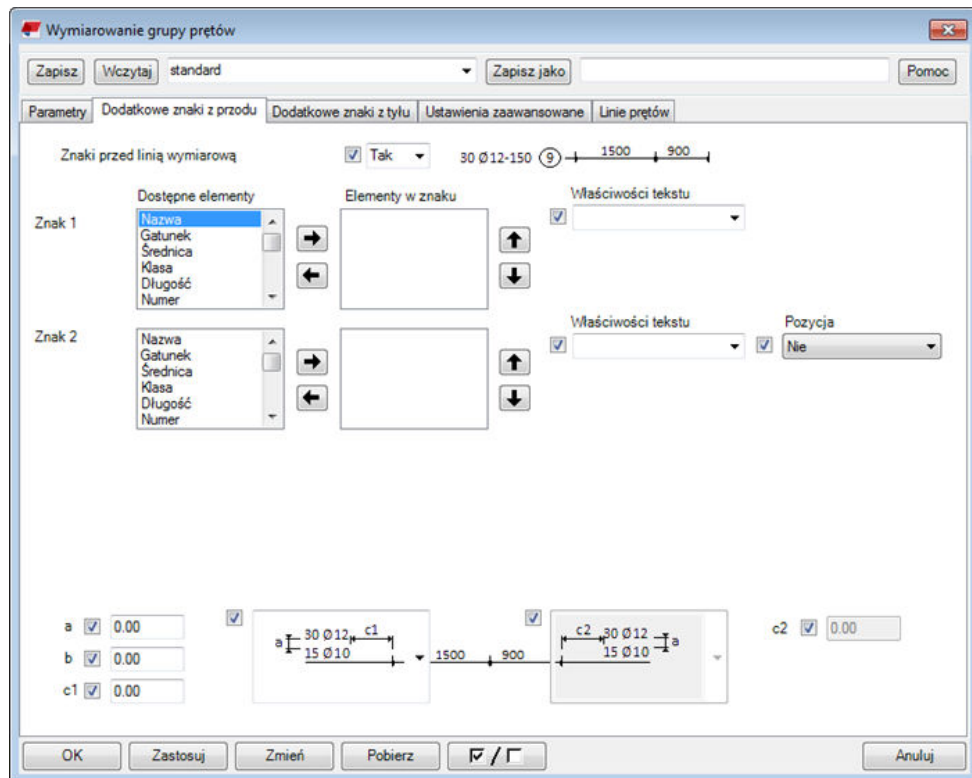 Wymiarowanie grupy prętów
Zapisz Wczytaj standard Zapisz jako Pomoc
Parametry Dodatkowe znaki z przodu Dodatkowe znaki z tyłu Ustawienia zaawansowane Linie prętów
Znaki przed linią wymiarową Tak 30 Ø12-150 9 1500 900
Dostępne elementy Elementy w znaku Właściwości tekstu
Znak 1
Nazwa
Gatunek
Średnica
Klasa
Długość
Numer
Właściwości tekstu Pozycja
Znak 2
Nazwa
Gatunek
Średnica
Klasa
Długość
Numer
Nie
a 0.00
b 0.00
c1 0.00
a 30 Ø12 c1
15 Ø10
1500 900
c2 30 Ø12 a
15 Ø10
c2 0.00
OK Zastosuj Zmień Pobierz / Anuluj